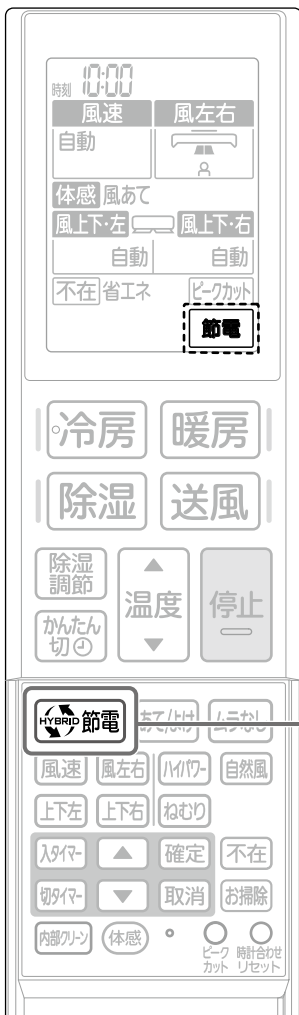 時刻 10:00
風速 風左右
自動
体感 風あて
風上下·左 風上下·右
自動 自動
不在 省エネ ピークカット
節電
冷房 暖房
除湿 送風
除湿調節
温度
停止
かんたん
切
HYBRID 節電 あて/よけ ムラなし
風速 風左右 ハイパワー 自然風
上下左 上下右 ねむり
入タイマー 確定 不在
切タイマー 取消 お掃除
内部クリーン 体感
ピーク 時計合わせ
カット リセット